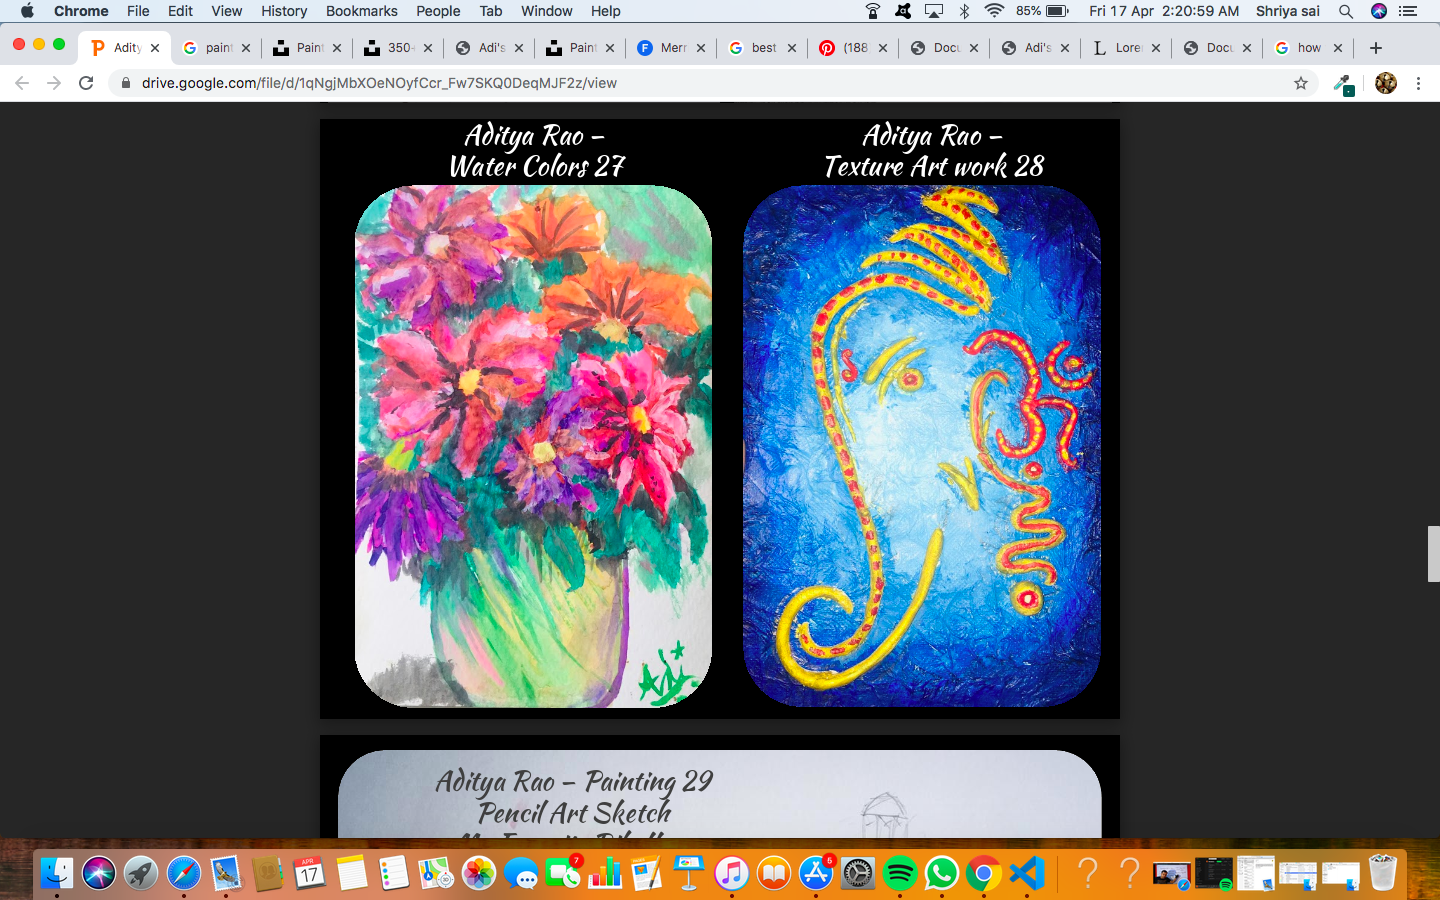 Chrome File Edit View History Bookmarks People Tab Window Help 85% Fri 17 Apr 2:20:59 AM Shriya sai
Adity paint Paint 350- Adi's Paint Merr best (188 Docu Adi's Lore Docu how
drive.google.com/file/d/1qNgjMbXOeNOyfCcr_Fw7SKQ0DeqMJF2z/view
Aditya Rao –
Water Colors 27
Aditya Rao –
Texture Art work 28
ॐ
Adi
Aditya Rao – Painting 29
Pencil Art Sketch
7
APR
17
5